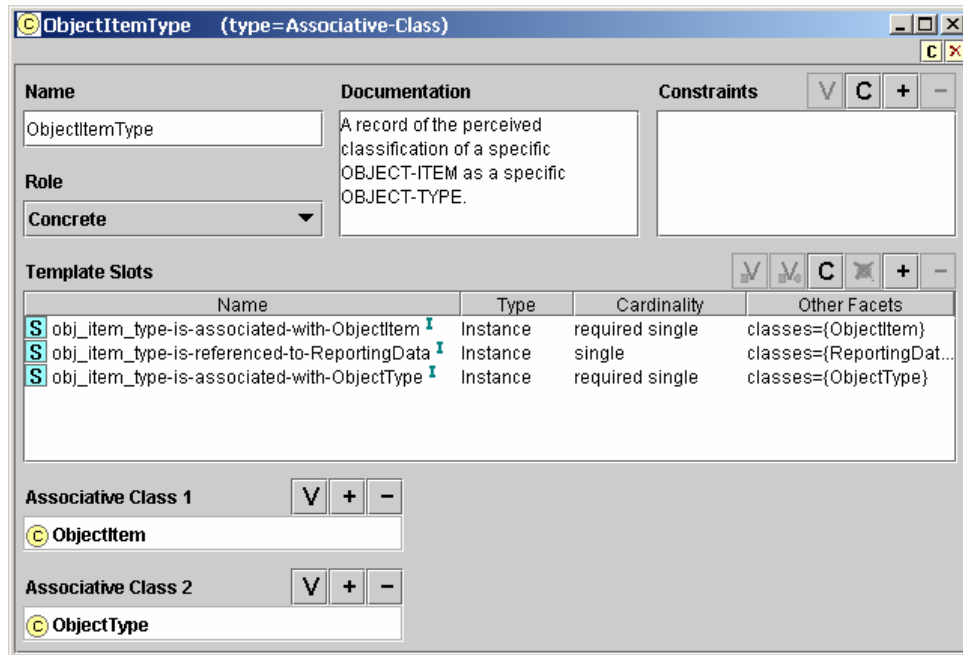 C ObjectItemType (type=Associative-Class)
C
Name Documentation Constraints V C + −
ObjectItemType
A record of the perceived
classification of a specific
OBJECT-ITEM as a specific
OBJECT-TYPE.
Role
Concrete
Template Slots V V C + −
Name Type Cardinality Other Facets
S obj_item_type-is-associated-with-ObjectItem I Instance required single classes={ObjectItem}
S obj_item_type-is-referenced-to-ReportingData I Instance single classes={ReportingDat...
S obj_item_type-is-associated-with-ObjectType I Instance required single classes={ObjectType}
Associative Class 1 V + −
C ObjectItem
Associative Class 2 V + −
C ObjectType